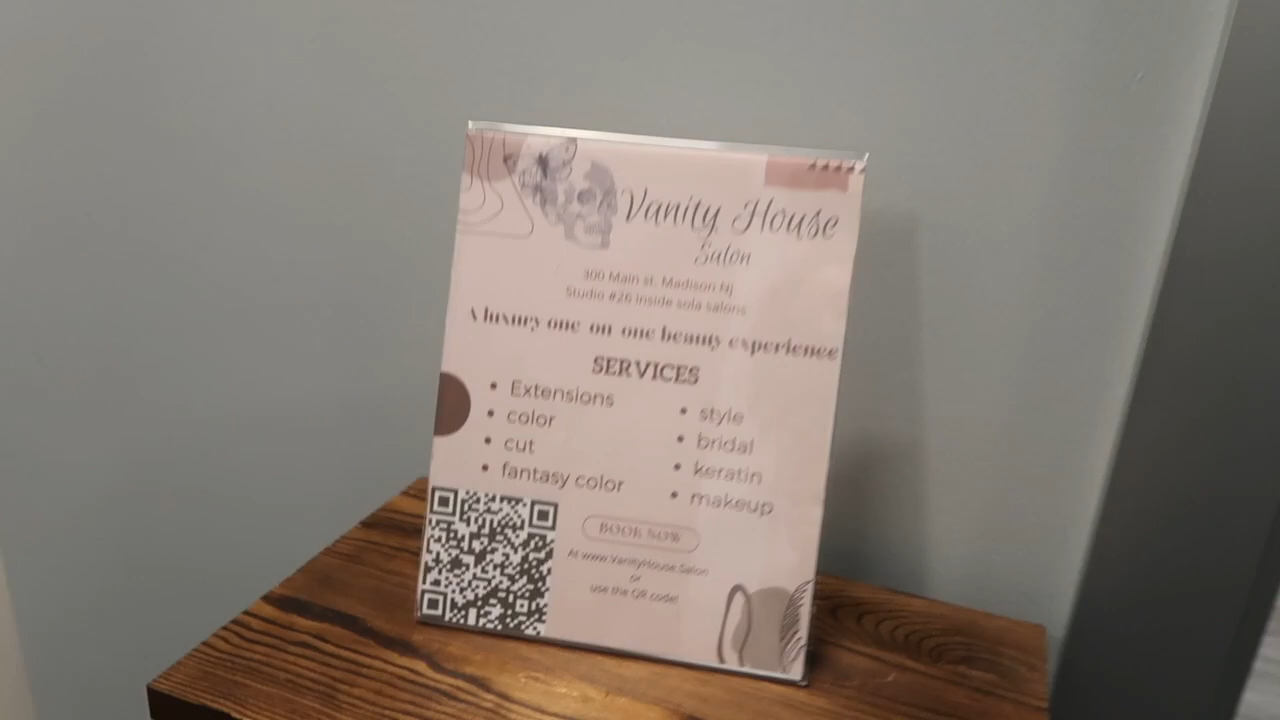 Vanity House
Salon
300 Main st. Madison NJ
Studio #26 inside sola salons
A luxury one on one beauty experience
SERVICES
• Extensions
• color
• cut
• fantasy color
• style
• bridal
• keratin
• makeup
BOOK NOW
At www.VanityHouse.Salon
or
use the QR code!